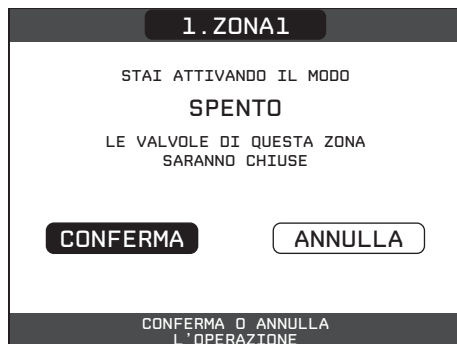 1.ZONA1
STAI ATTIVANDO IL MODO
SPENTO
LE VALVOLE DI QUESTA ZONA
SARANNO CHIUSE
CONFERMA
ANNULLA
CONFERMA O ANNULLA
L'OPERAZIONE